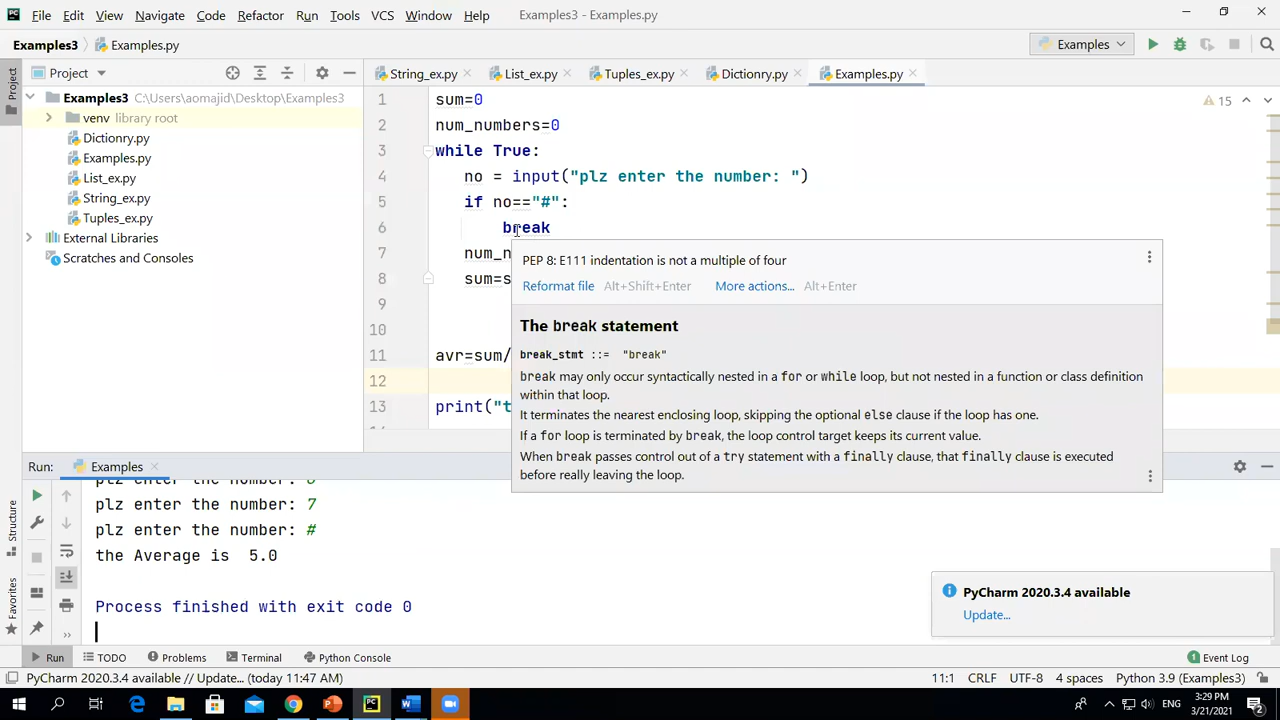 File Edit View Navigate Code Refactor Run Tools VCS Window Help Examples3 - Examples.py
Examples3 Examples.py Examples
Project String_ex.py List_ex.py Tuples_ex.py Dictionry.py Examples.py
Project
Examples3 C:\Users\aomajid\Desktop\Examples3
venv library root
Dictionry.py
Examples.py
List_ex.py
String_ex.py
Tuples_ex.py
External Libraries
Scratches and Consoles
15
1 sum=0
2 num_numbers=0
3 while True:
4 no = input("plz enter the number: ")
5 if no=="#":
6 break
7 num_n
8 sum=s
9
10
11 avr=sum/
12
13 print("t
PEP 8: E111 indentation is not a multiple of four
Reformat file Alt+Shift+Enter More actions... Alt+Enter
The break statement
break_stmt ::= "break"
break may only occur syntactically nested in a for or while loop, but not nested in a function or class definition
within that loop.
It terminates the nearest enclosing loop, skipping the optional else clause if the loop has one.
If a for loop is terminated by break, the loop control target keeps its current value.
When break passes control out of a try statement with a finally clause, that finally clause is executed
before really leaving the loop.
Run: Examples
plz enter the number:
plz enter the number: 7
plz enter the number: #
the Average is 5.0
Process finished with exit code 0
Structure
Favorites
PyCharm 2020.3.4 available
Update...
Run TODO Problems Terminal Python Console 1 Event Log
PyCharm 2020.3.4 available // Update... (today 11:47 AM) 11:1 CRLF UTF-8 4 spaces Python 3.9 (Examples3)
ENG 3:29 PM
3/21/2021 2